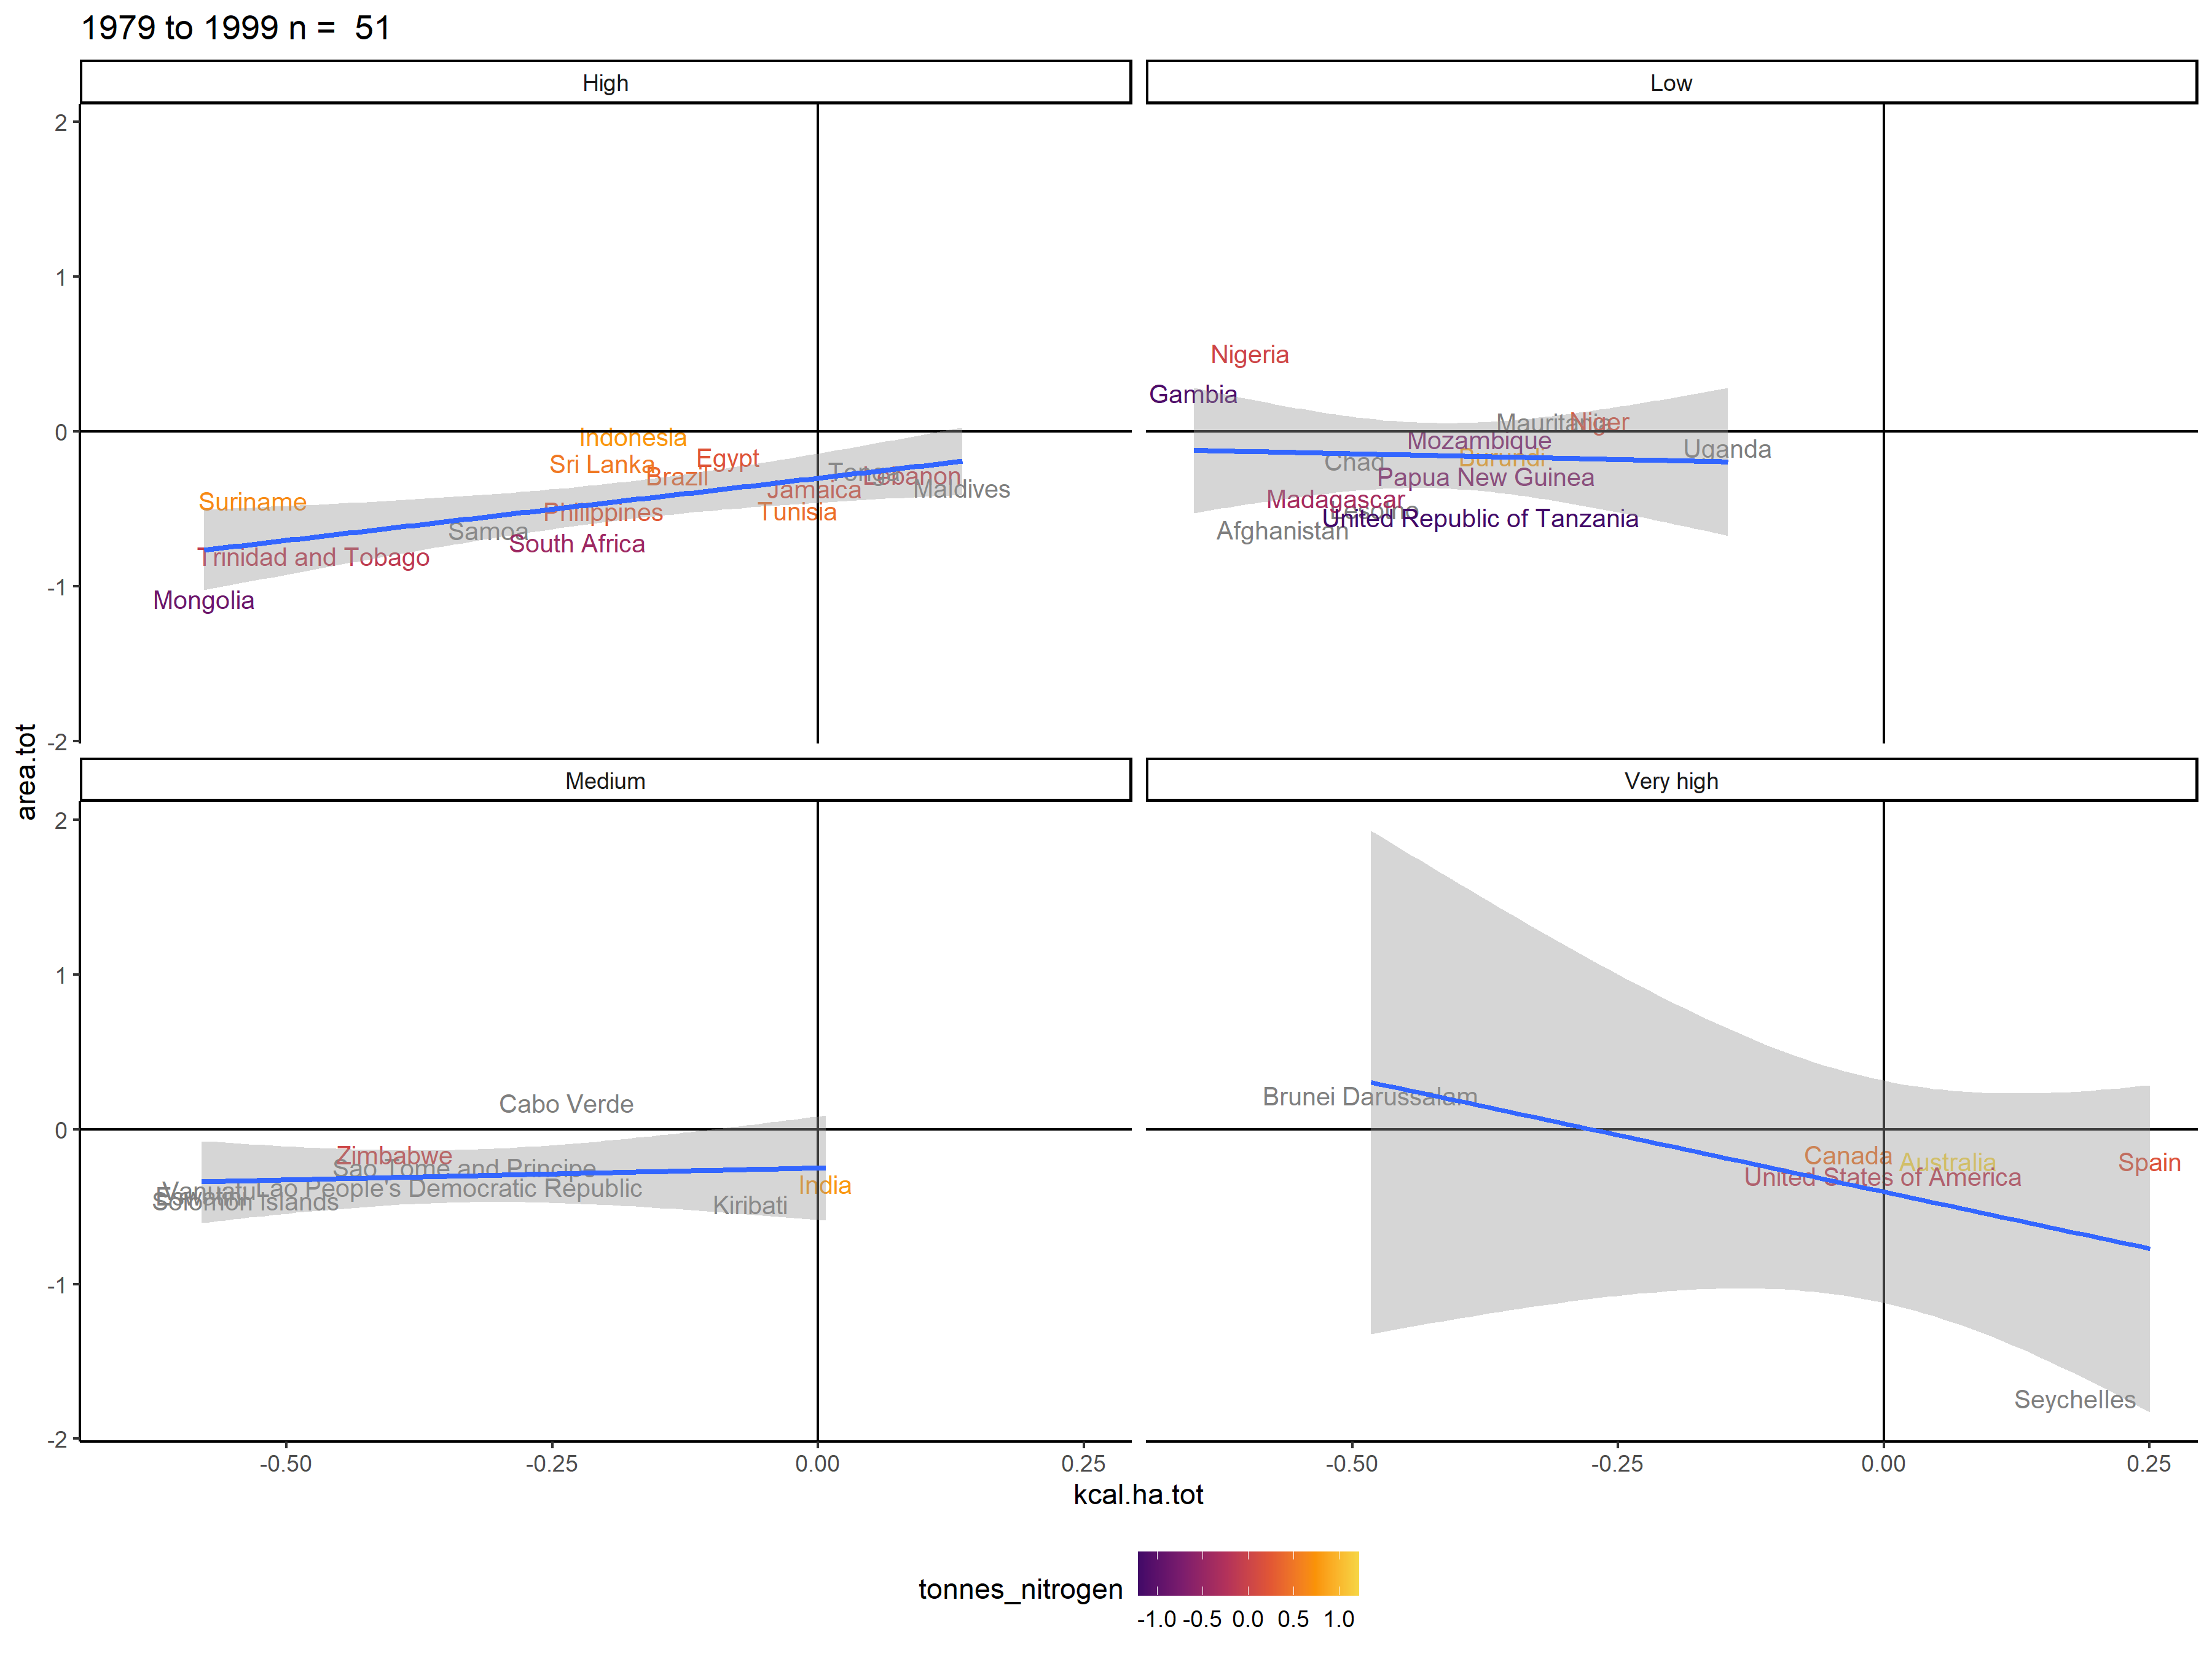 1979 to 1999 n =  51
High
Low
2
1
0
-1
-2
Nigeria
Gambia
Indonesia
Sri Lanka
Egypt
Brazil
Tonga
Lebanon
Jamaica
Maldives
Suriname
Philippines
Tunisia
Samoa
South Africa
Trinidad and Tobago
Mongolia
Mauritania
Niger
Mozambique
Uganda
Chad
Burundi
Papua New Guinea
Madagascar
Lesotho
United Republic of Tanzania
Afghanistan
area.tot
Medium
Very high
2
1
0
-1
-2
Cabo Verde
Zimbabwe
Sao Tome and Principe
Vanuatu
Lao People's Democratic Republic
Eswatini
Solomon Islands
India
Kiribati
Brunei Darussalam
Canada
Australia
Spain
United States of America
Seychelles
-0.50
-0.25
0.00
0.25
-0.50
-0.25
0.00
0.25
kcal.ha.tot
tonnes_nitrogen
-1.0 -0.5 0.0 0.5 1.0